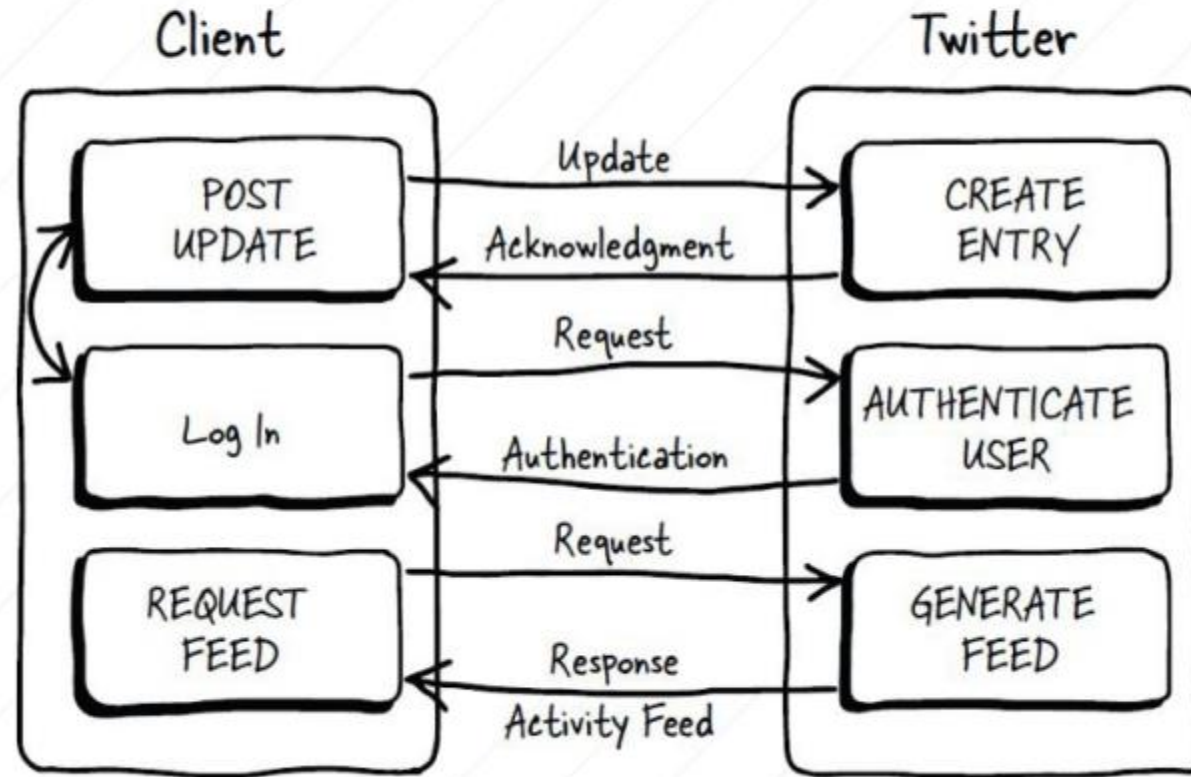 Client
Twitter
POST
UPDATE
Update
Acknowledgment
CREATE
ENTRY
Log In
Request
Authentication
AUTHENTICATE
USER
REQUEST
FEED
Request
Response
Activity Feed
GENERATE
FEED